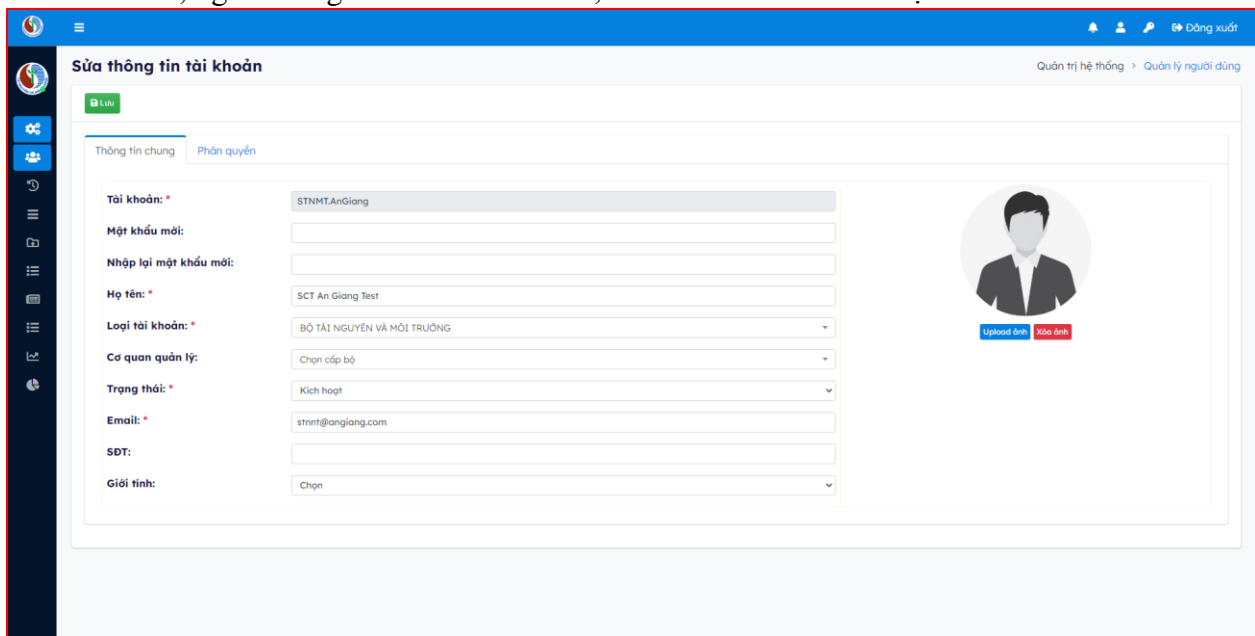 Đăng xuất
Sửa thông tin tài khoản
Quản trị hệ thống > Quản lý người dùng
Lưu
Thông tin chung Phân quyền
Tài khoản: * STNMT.AnGiang
Mật khẩu mới:
Nhập lại mật khẩu mới:
Họ tên: * SCT An Giang Test
Loại tài khoản: * BỘ TÀI NGUYÊN VÀ MÔI TRƯỜNG
Upload ảnh Xóa ảnh
Cơ quan quản lý: Chọn cấp bộ
Trạng thái: * Kích hoạt
Email: * stnnt@angiang.com
SĐT:
Giới tính: Chọn